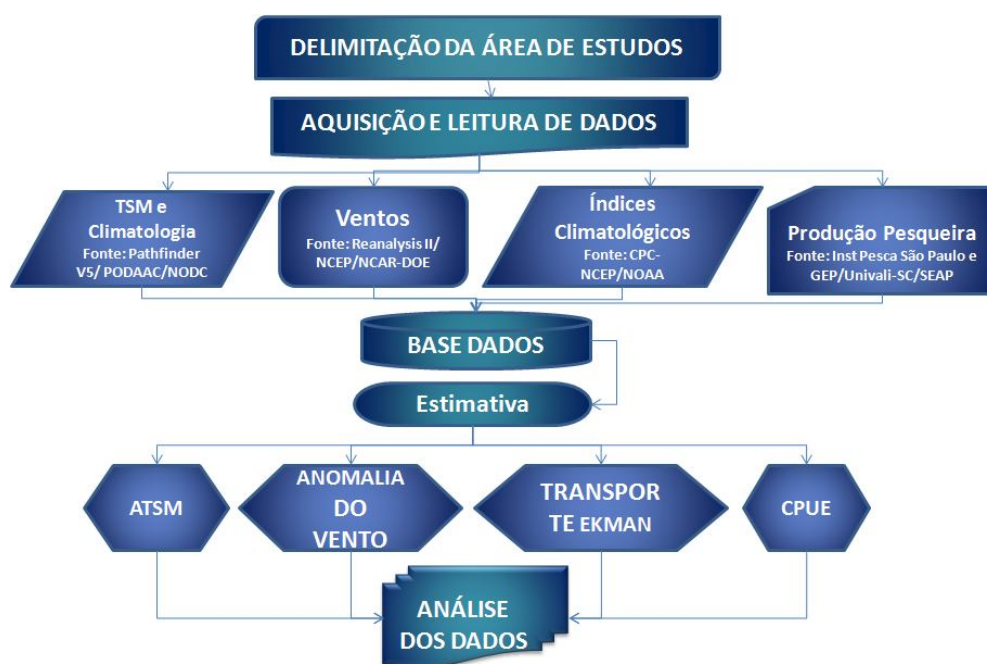 DELIMITAÇÃO DA ÁREA DE ESTUDOS
AQUISIÇÃO E LEITURA DE DADOS
TSM e
Climatologia
Fonte: Pathfinder
V5/ PODAAC/NODC
Ventos
Fonte: Reanalysis II/
NCEP/NCAR-DOE
Índices
Climatológicos
Fonte: CPC-
NCEP/NOAA
Produção Pesqueira
Fonte: Inst Pesca São Paulo e
GEP/Univali-SC/SEAP
BASE DADOS
Estimativa
ATSM
ANOMALIA
DO
VENTO
TRANSPOR
TE EKMAN
CPUE
ANÁLISE
DOS DADOS